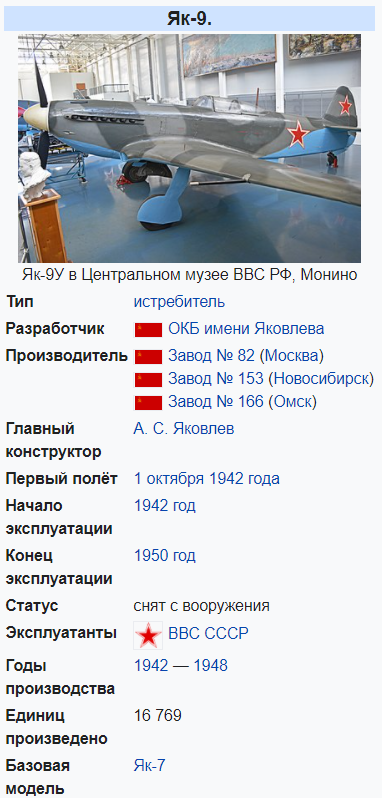 Як-9.
Як-9У в Центральном музее ВВС РФ, Монино
Тип истребитель
Разработчик ОКБ имени Яковлева
Производитель Завод № 82 (Москва)
Завод № 153 (Новосибирск)
Завод № 166 (Омск)
Главный А. С. Яковлев
конструктор
Первый полёт 1 октября 1942 года
Начало 1942 год
эксплуатации
Конец 1950 год
эксплуатации
Статус снят с вооружения
Эксплуатанты ВВС СССР
Годы 1942 — 1948
производства
Единиц 16 769
произведено
Базовая Як-7
модель